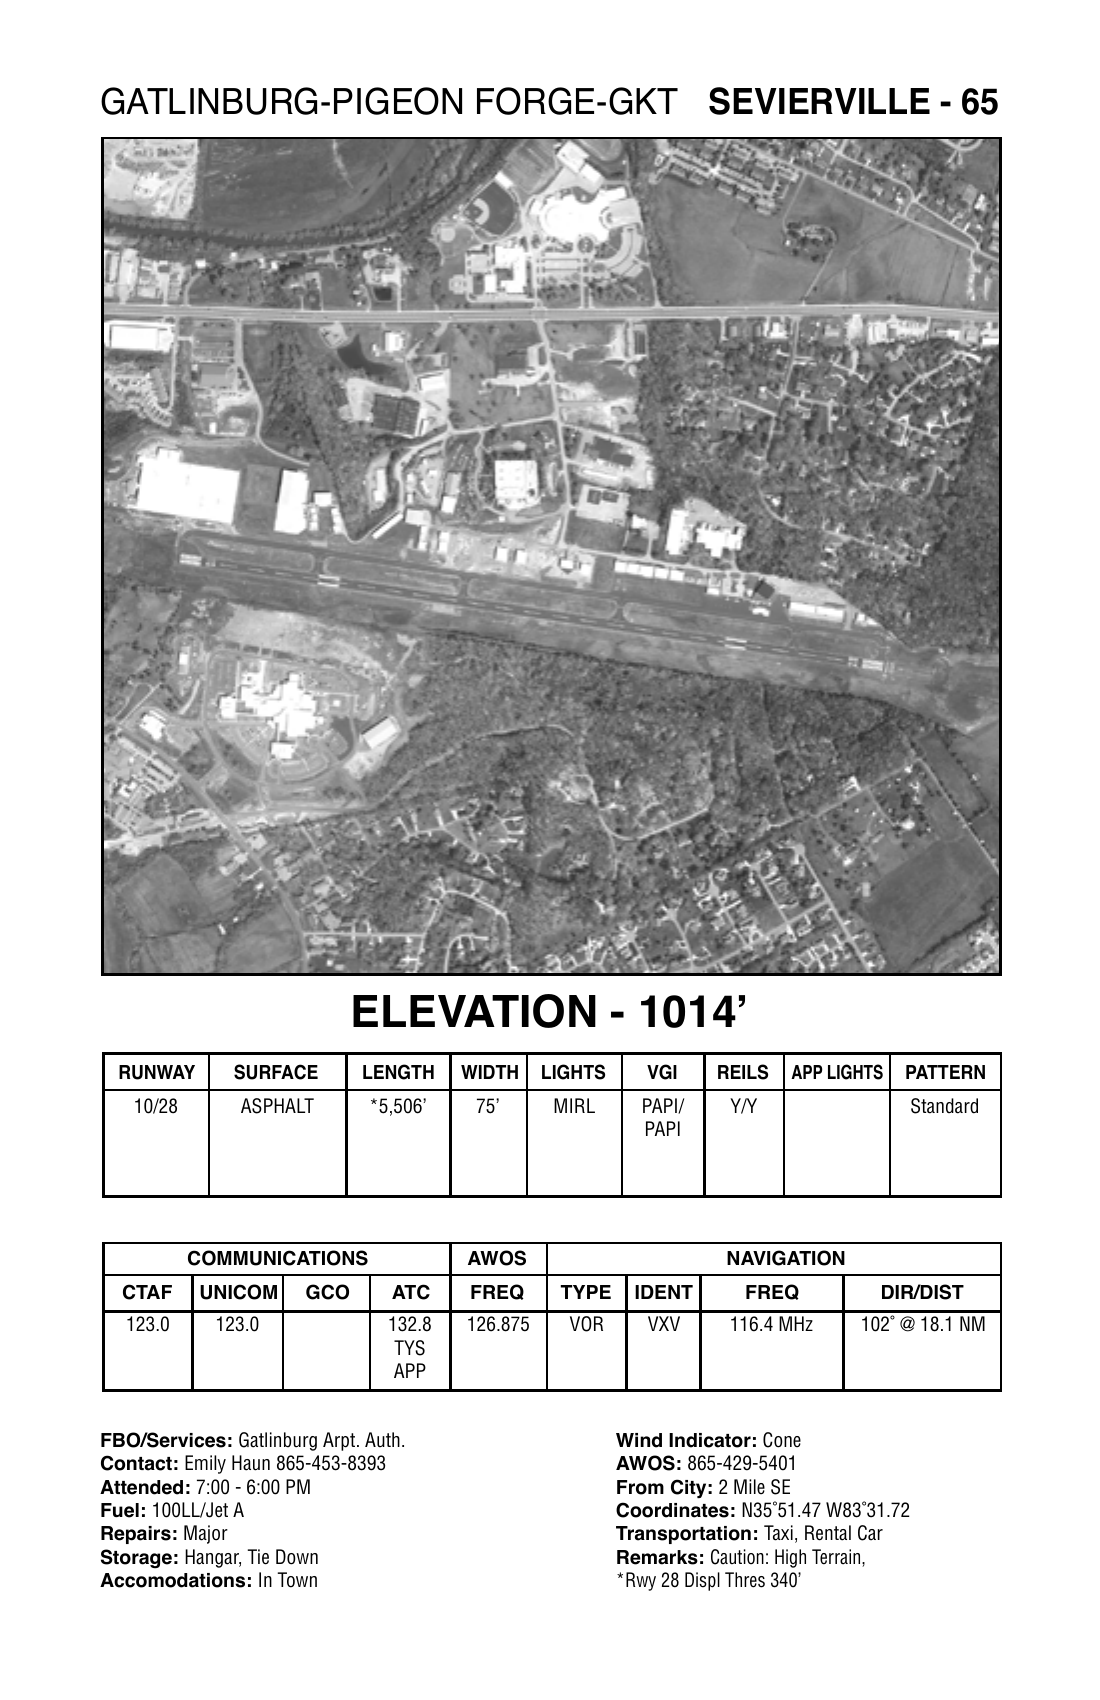 GATLINBURG-PIGEON FORGE-GKT SEVIERVILLE - 65
ELEVATION - 1014’
RUNWAY SURFACE LENGTH WIDTH LIGHTS VGI REILS APP LIGHTS PATTERN
10/28 ASPHALT *5,506’ 75’ MIRL PAPI/ Y/Y Standard
PAPI
COMMUNICATIONS AWOS NAVIGATION
CTAF UNICOM GCO ATC FREQ TYPE IDENT FREQ DIR/DIST
123.0 123.0 132.8 126.875 VOR VXV 116.4 MHz 102˚ @ 18.1 NM
TYS
APP
FBO/Services: Gatlinburg Arpt. Auth.
Contact: Emily Haun 865-453-8393
Attended: 7:00 - 6:00 PM
Fuel: 100LL/Jet A
Repairs: Major
Storage: Hangar, Tie Down
Accomodations: In Town
Wind Indicator: Cone
AWOS: 865-429-5401
From City: 2 Mile SE
Coordinates: N35˚51.47 W83˚31.72
Transportation: Taxi, Rental Car
Remarks: Caution: High Terrain,
*Rwy 28 Displ Thres 340’